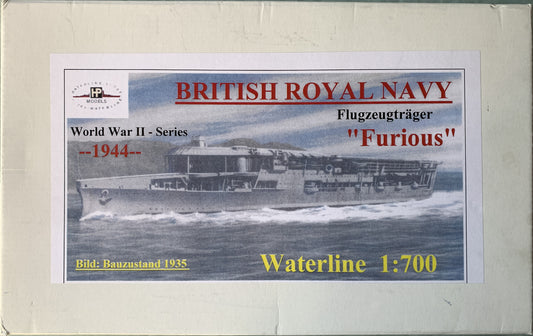 BRITISH ROYAL NAVY
HP
MODELS
Flugzeugträger
World War II - Series
"Furious"
--1944--
Bild: Bauzustand 1935
Waterline 1:700